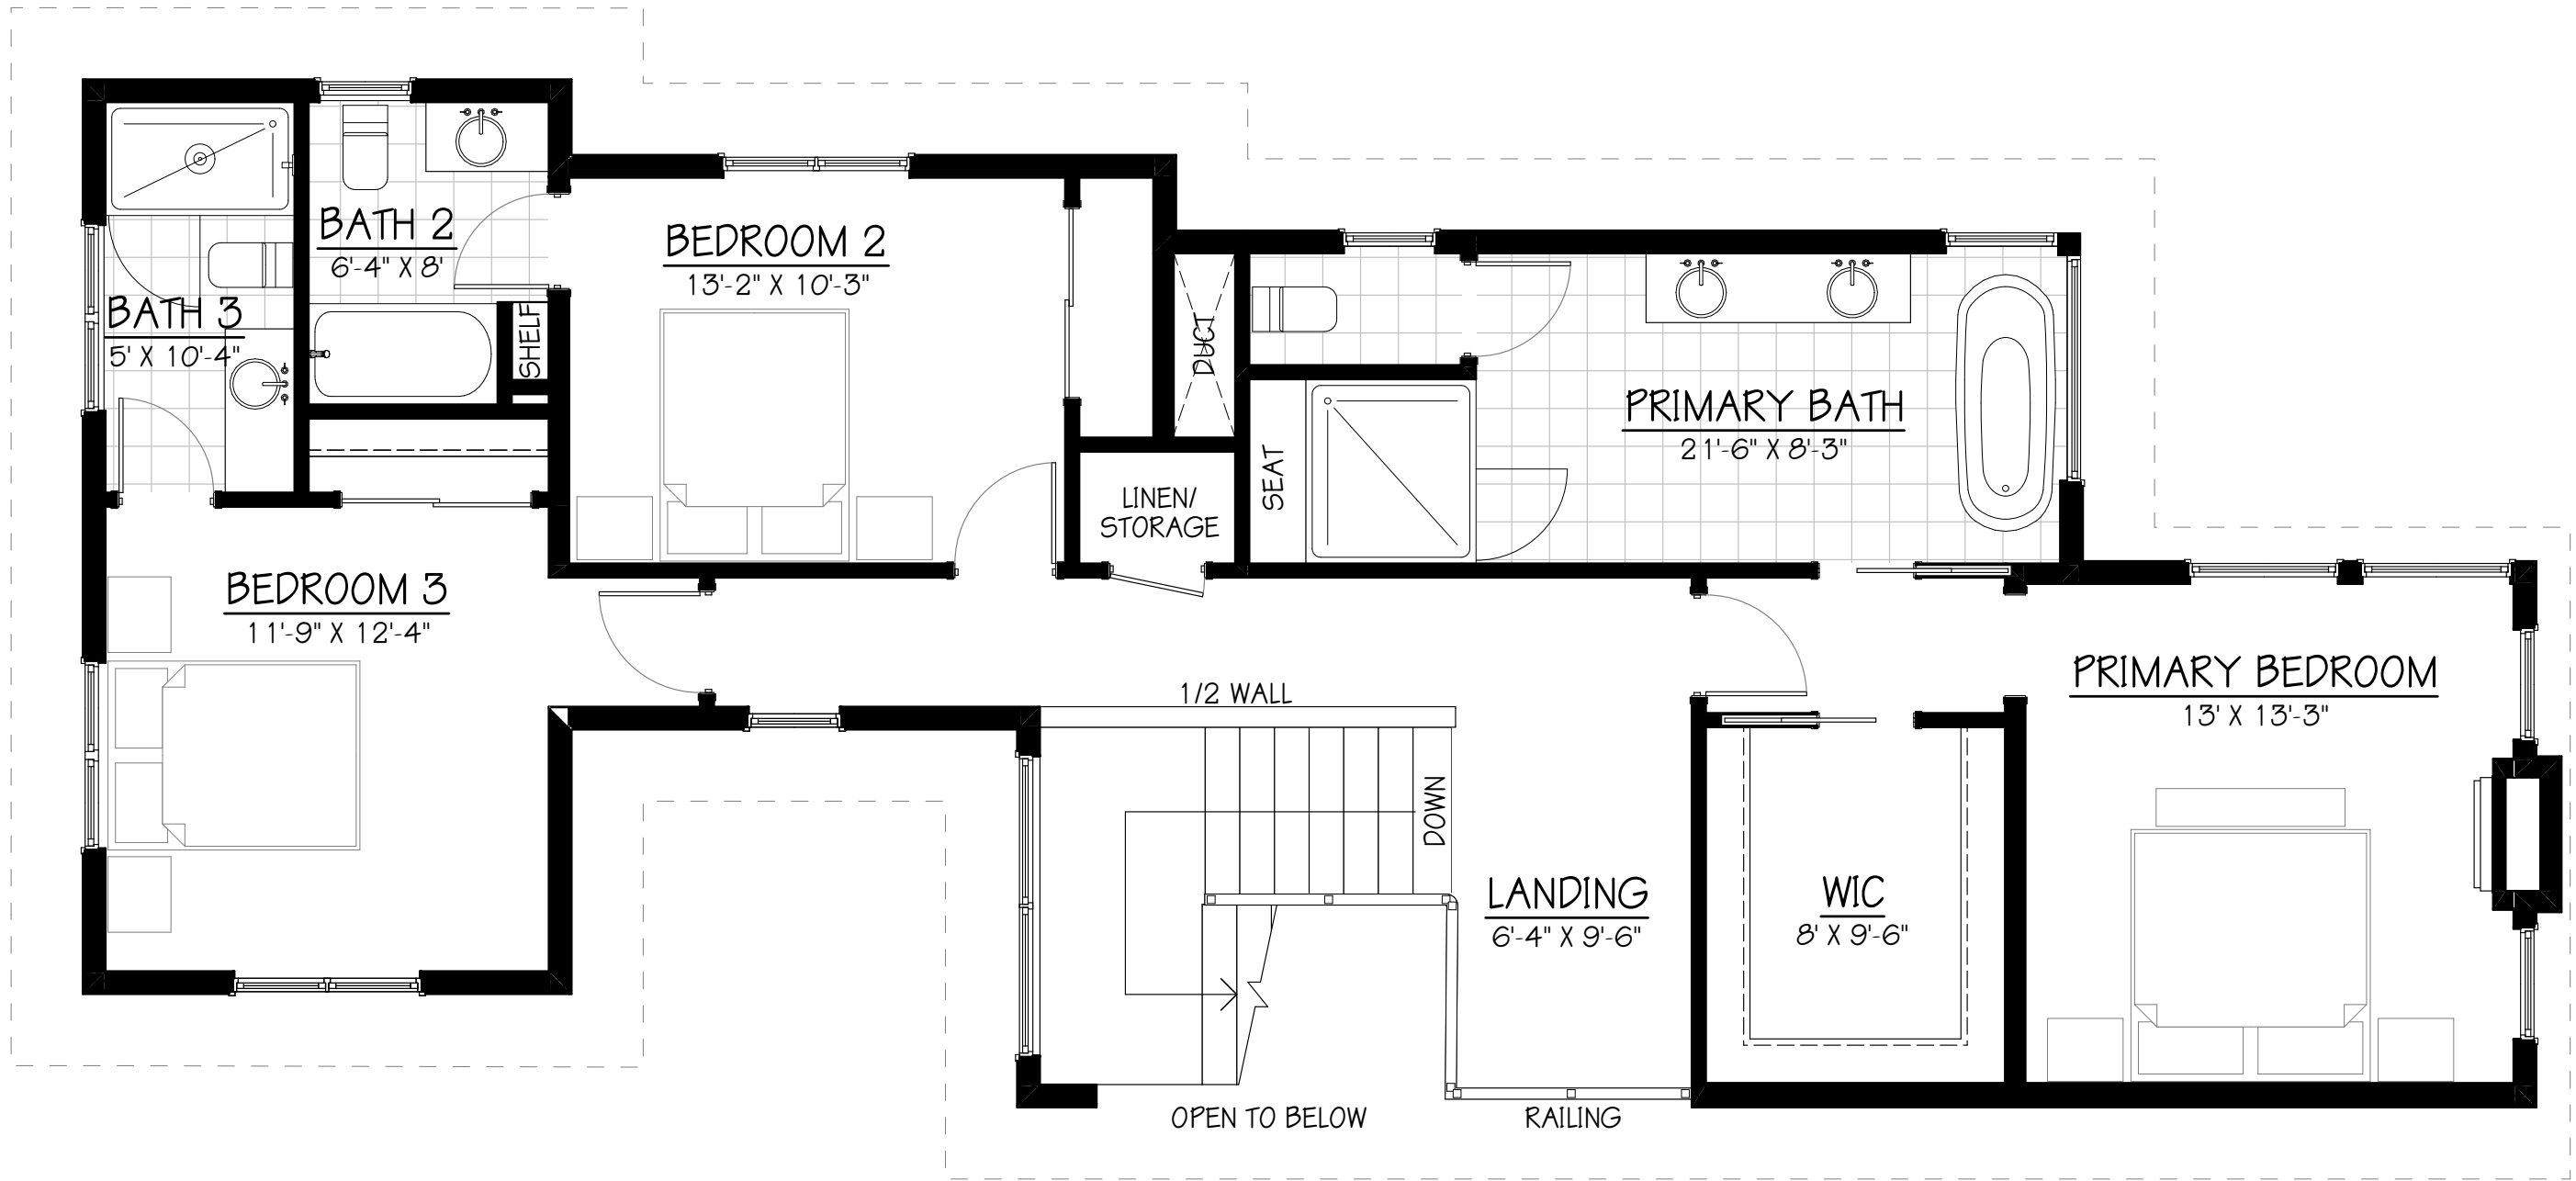 BATH 2
6'-4" X 8'
BATH 3
5' X 10'-4"
SHELF
BEDROOM 2
13'-2" X 10'-3"
DUCT
LINEN/
STORAGE
SEAT
PRIMARY BATH
21'-6" X 8'-3"
BEDROOM 3
11'-9" X 12'-4"
1/2 WALL
PRIMARY BEDROOM
13' X 13'-3"
DOWN
LANDING
6'-4" X 9'-6"
WIC
8' X 9'-6"
OPEN TO BELOW
RAILING